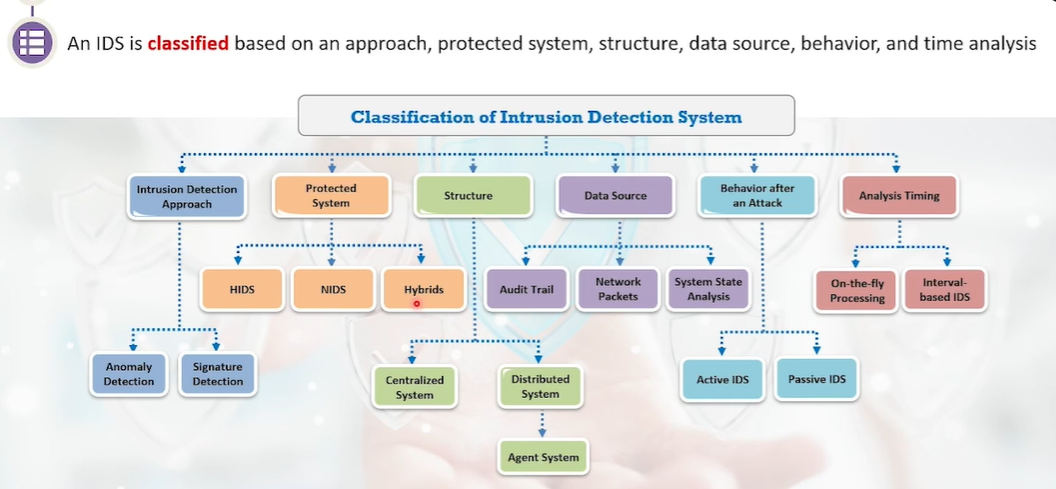 An IDS is classified based on an approach, protected system, structure, data source, behavior, and time analysis
Classification of Intrusion Detection System
Intrusion Detection
Approach
Protected
System
Structure
Data Source
Behavior after
an Attack
Analysis Timing
HIDS
NIDS
Hybrids
Audit Trail
Network
Packets
System State
Analysis
On-the-fly
Processing
Interval-
based IDS
Anomaly
Detection
Signature
Detection
Centralized
System
Distributed
System
Active IDS
Passive IDS
Agent System